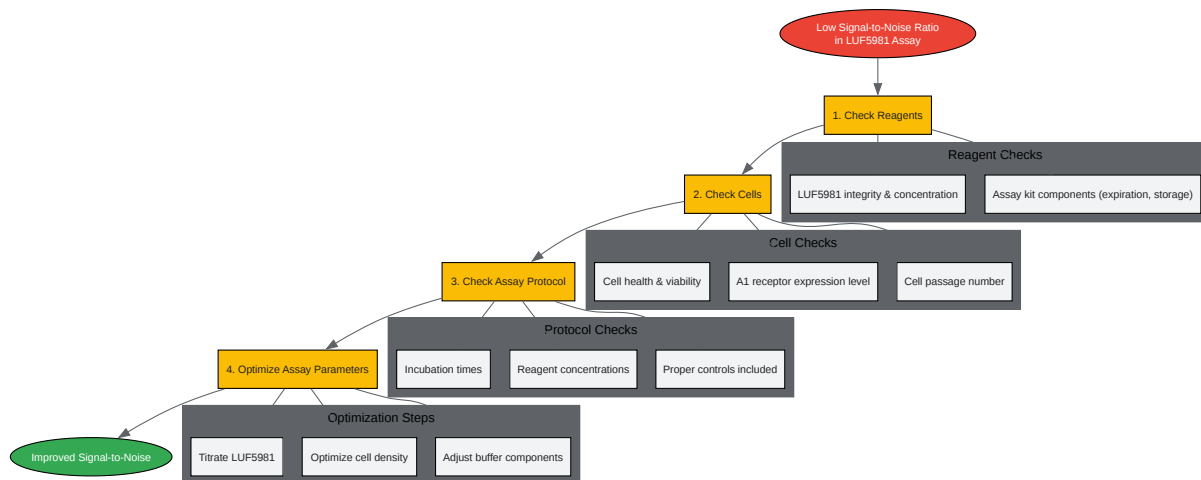 Low Signal-to-Noise Ratio
in LUF5981 Assay
1. Check Reagents
Reagent Checks
LUF5981 integrity & concentration
Assay kit components (expiration, storage)
2. Check Cells
Cell Checks
Cell health & viability
A1 receptor expression level
Cell passage number
3. Check Assay Protocol
Protocol Checks
Incubation times
Reagent concentrations
Proper controls included
4. Optimize Assay Parameters
Optimization Steps
Titrate LUF5981
Optimize cell density
Adjust buffer components
Improved Signal-to-Noise